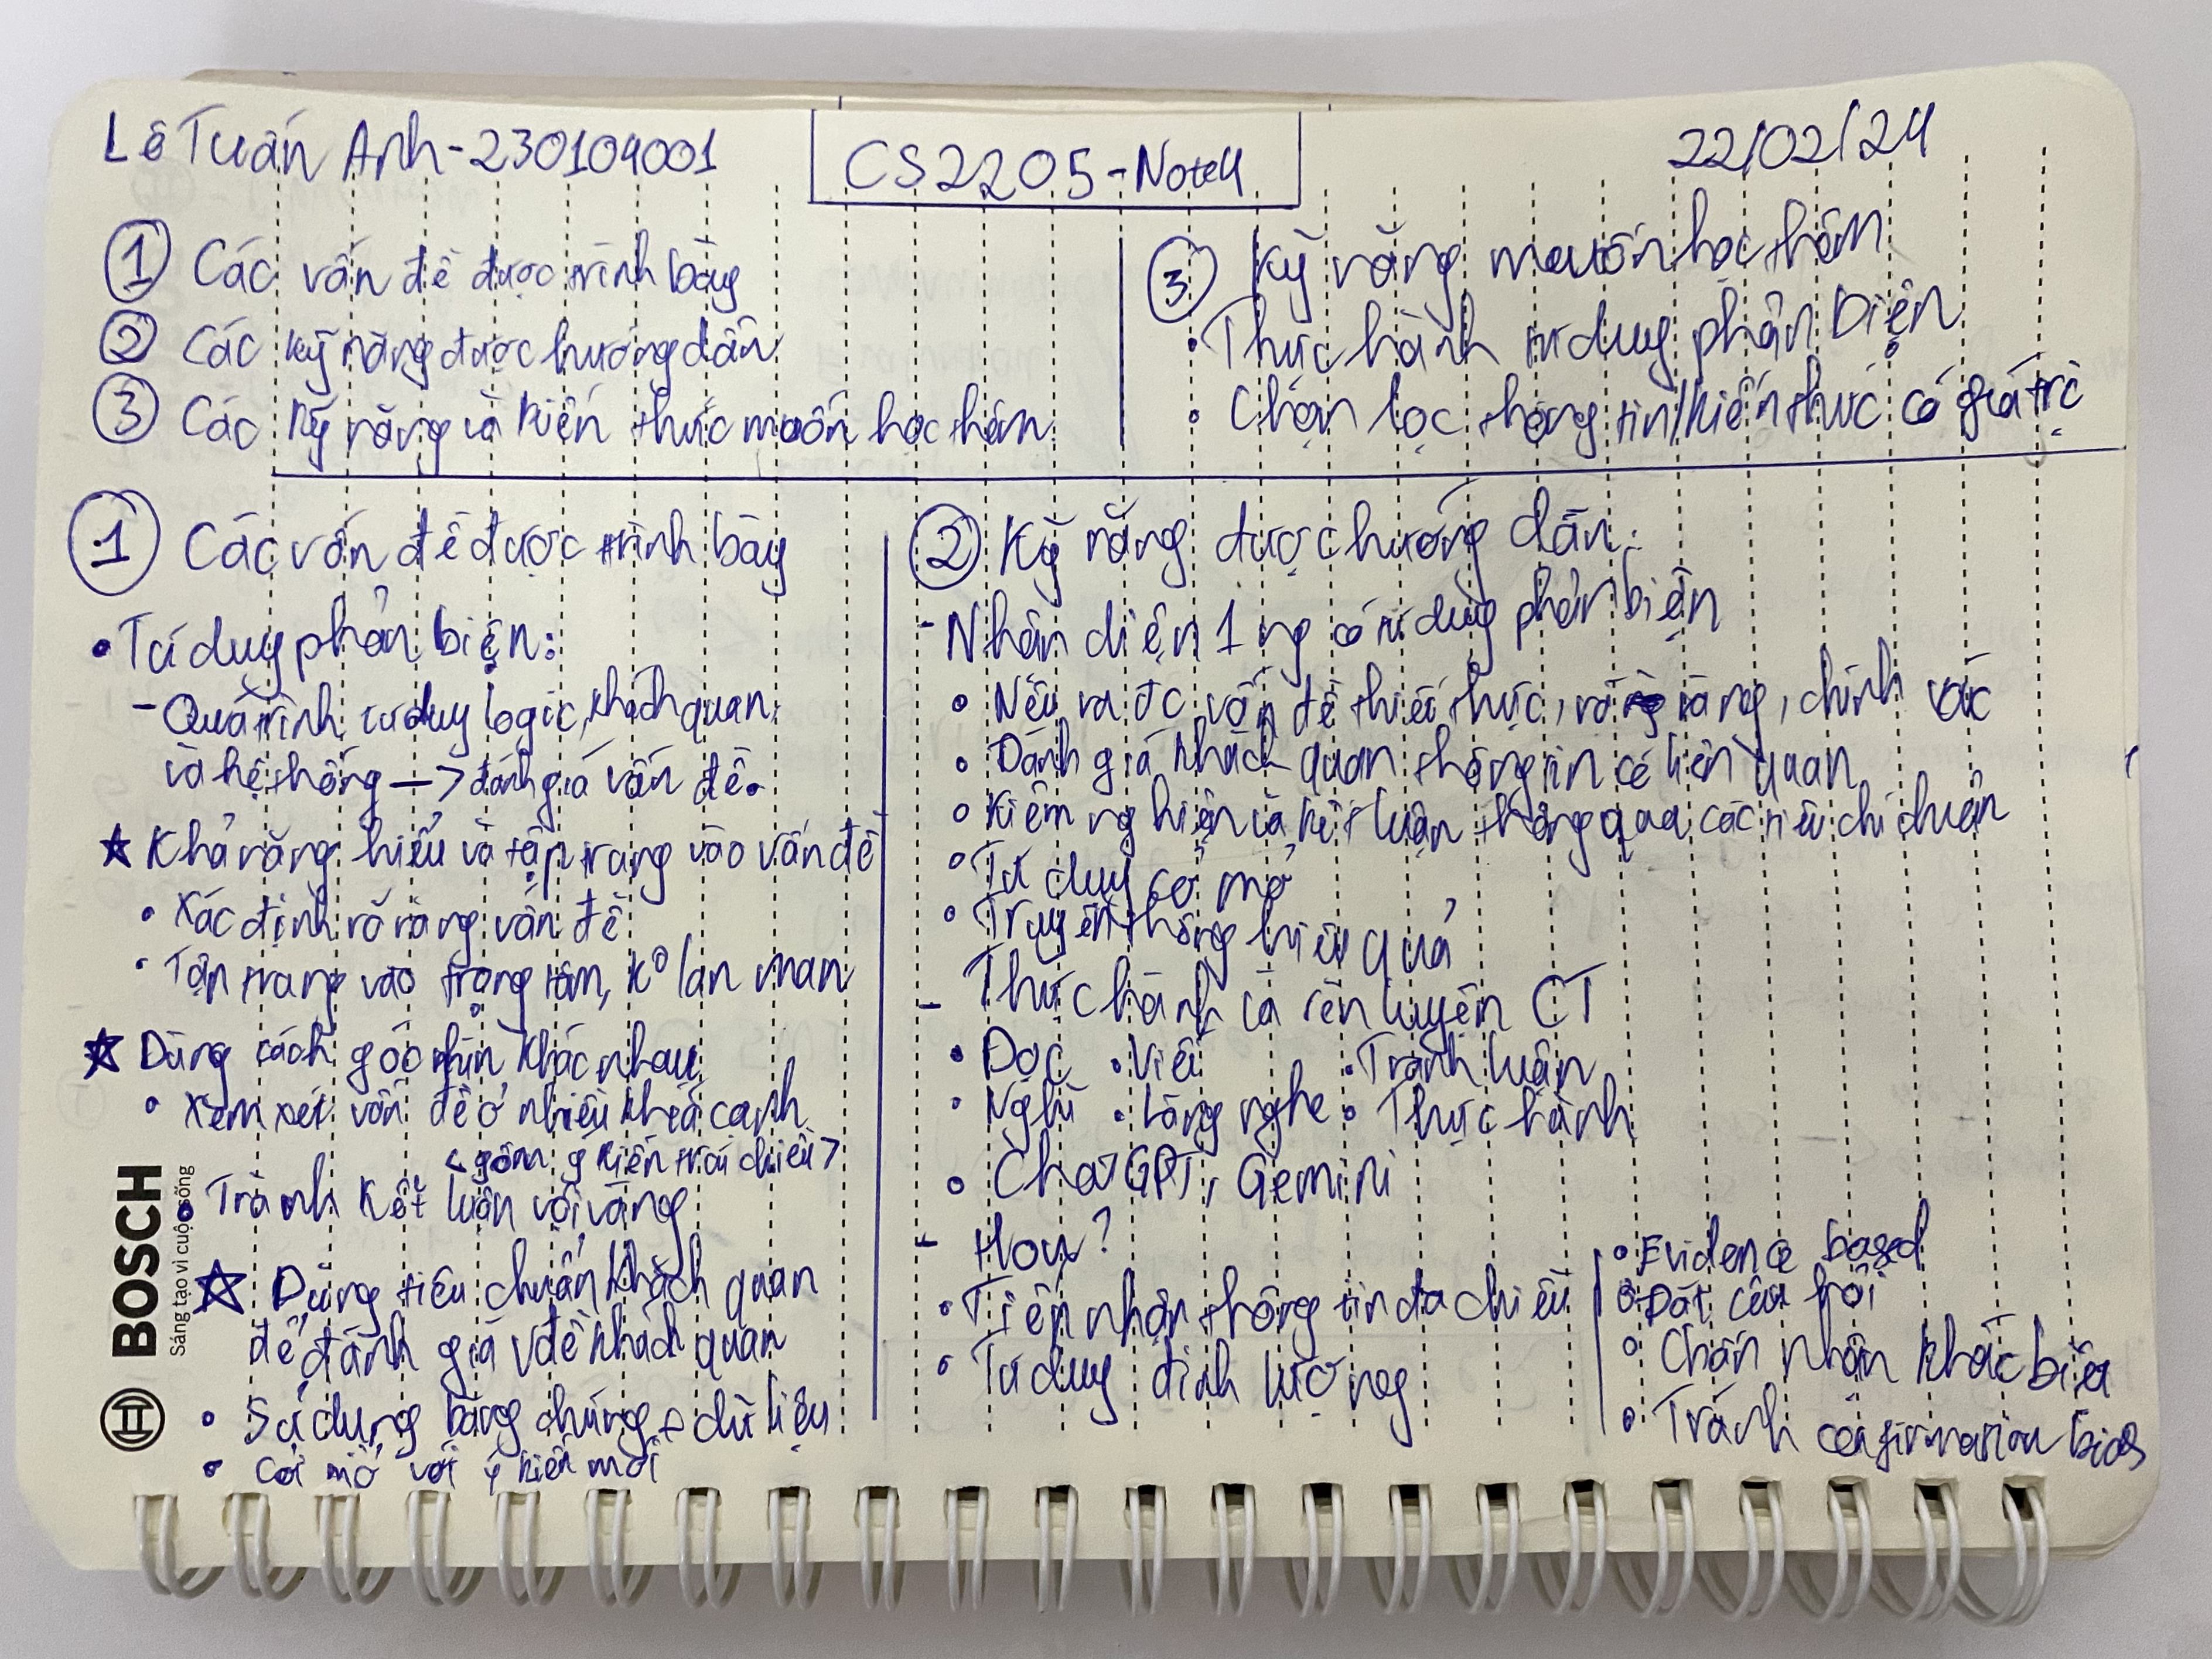 Lê Tuấn Anh - 230104001
CS2205 - Note4
22/02/24
① Các vấn đề được trình bày
② Các kỹ năng được hướng dẫn
③ Các kỹ năng và kiến thức muốn học thêm
③ Kỹ năng muốn học thêm
• Thực hành tư duy phản biện
• Chọn lọc thông tin/kiến thức có giá trị
① Các vấn đề được trình bày
• Tư duy phản biện:
- Quá trình tư duy logic, khách quan
và hệ thống —> đánh giá vấn đề.
☆ Khả năng hiểu và tập trung vào vấn đề
• Xác định rõ ràng vấn đề
• Tập trung vào trọng tâm, k° lan man
☆ Dùng cách góc nhìn khác nhau
• Xem xét vấn đề ở nhiều khía cạnh
<gồm ý kiến trái chiều>
• Tránh kết luận vội vàng
☆ Dùng tiêu chuẩn khách quan
để đánh giá vđề khách quan
• Sử dụng bằng chứng, dữ liệu
• Cởi mở với ý kiến mới
② Kỹ năng được hướng dẫn:
- Nhận diện 1 ng có tư duy phản biện
• Nêu ra đc vấn đề thiết thực, rõ ràng, chính xác
• Đánh giá khách quan thông tin có liên quan
• Kiểm nghiệm và kết luận thông qua các tiêu chí chuẩn
• Tư duy cởi mở
• Truyền thông hiệu quả
- Thực hành và rèn luyện CT
• Đọc • Viết • Tranh luận
• Nghĩ • Lắng nghe • Thực hành
• ChatGPT, Gemini
- How?
• Tiếp nhận thông tin đa chiều
• Tư duy định lượng
• Evidence based
• Đặt câu hỏi
• Chấp nhận khác biệt
• Tránh confirmation bias
BOSCH
Sáng tạo vì cuộc sống